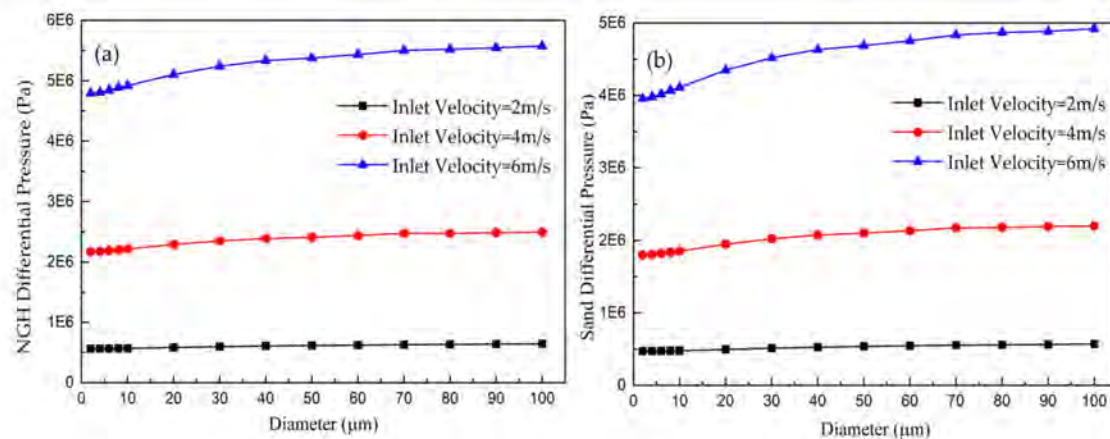 6E6
5E6
4E6
3E6
2E6
1E6
0
NGH Differential Pressure (Pa)
(a)
Inlet Velocity=2m/s
Inlet Velocity=4m/s
Inlet Velocity=6m/s
0 10 20 30 40 50 60 70 80 90 100
Diameter (μm)
5E6
4E6
3E6
2E6
1E6
0
Sand Differential Pressure (Pa)
(b)
Inlet Velocity=2m/s
Inlet Velocity=4m/s
Inlet Velocity=6m/s
0 10 20 30 40 50 60 70 80 90 100
Diameter (μm)